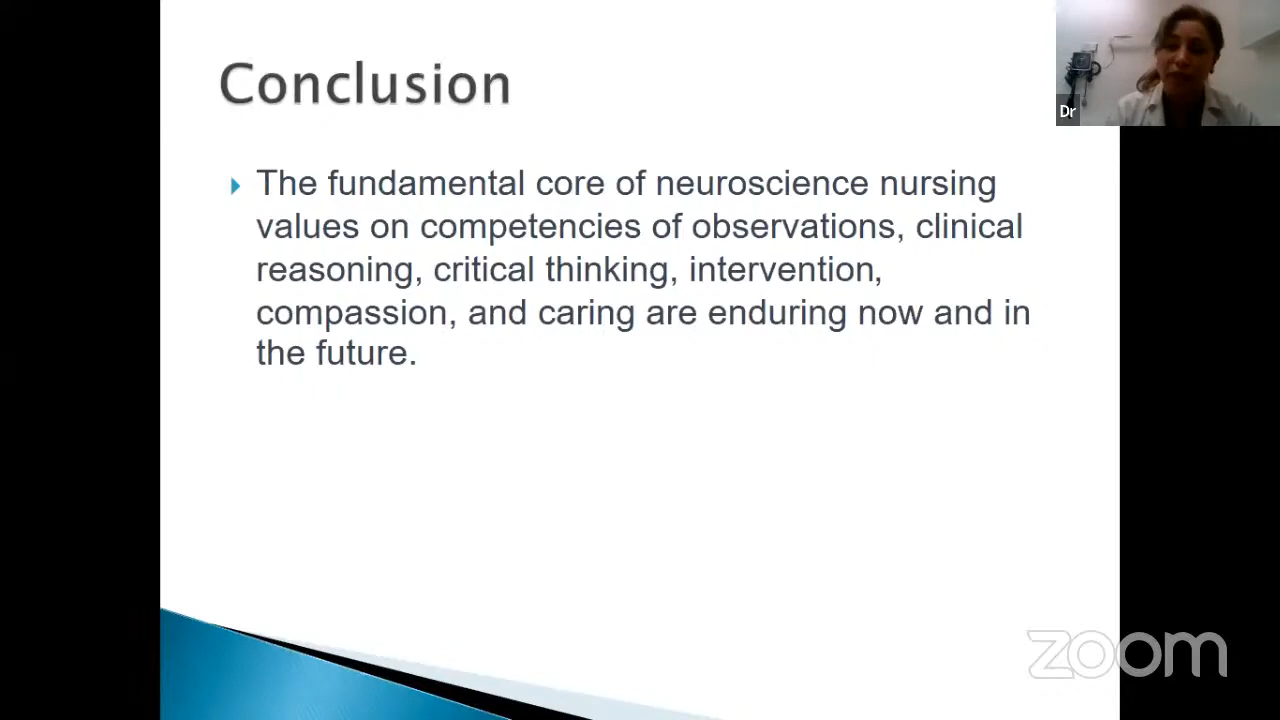 Conclusion
The fundamental core of neuroscience nursing
values on competencies of observations, clinical
reasoning, critical thinking, intervention,
compassion, and caring are enduring now and in
the future.
Dr
zoom